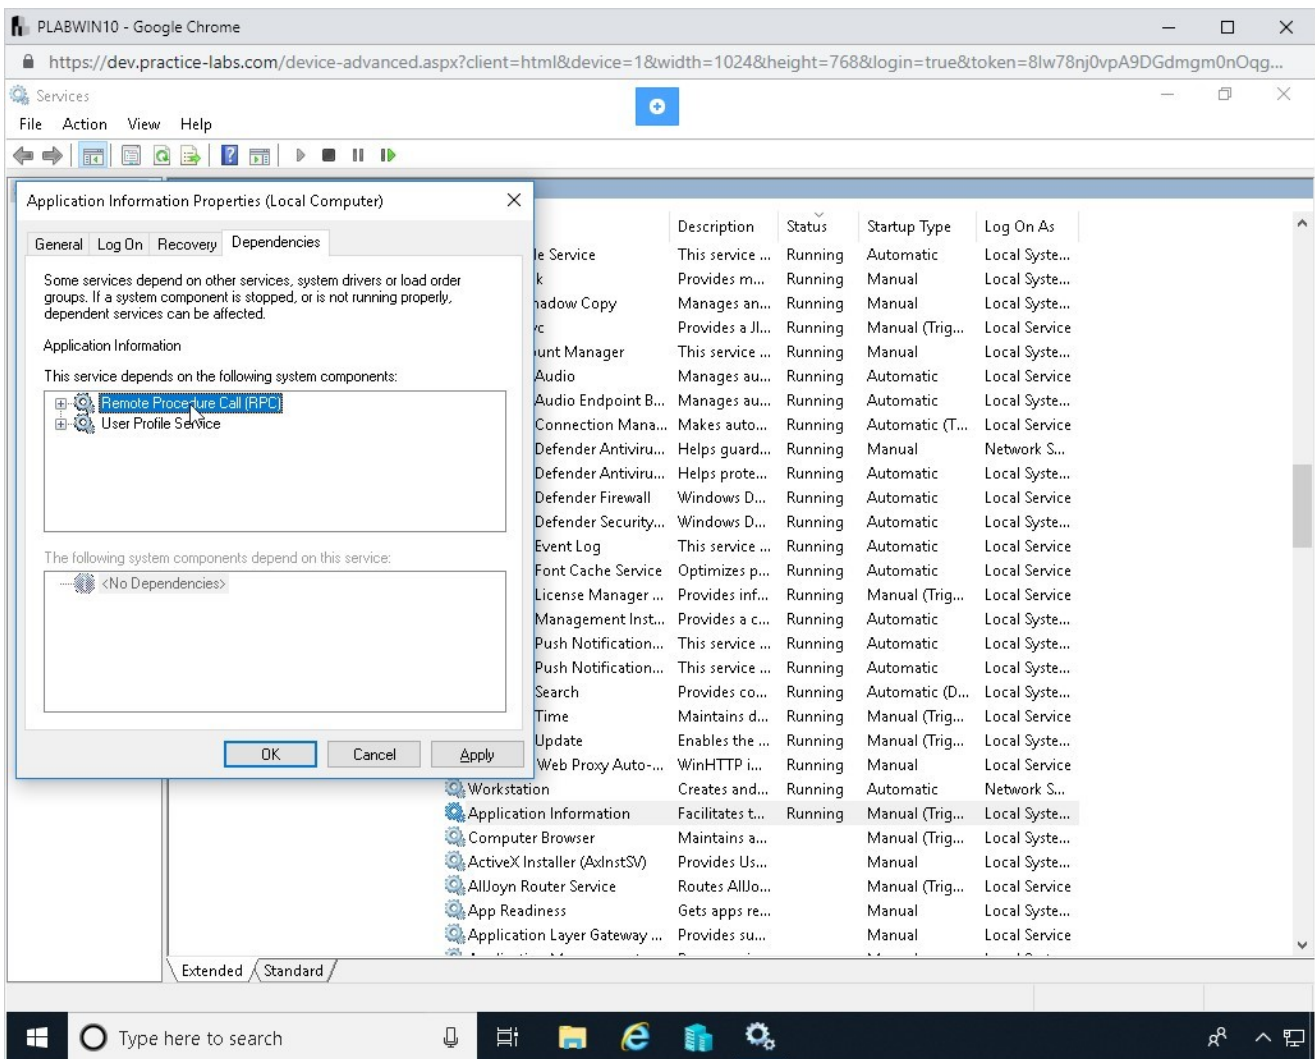 PLABWIN10 - Google Chrome
https://dev.practice-labs.com/device-advanced.aspx?client=html&device=1&width=1024&height=768&login=true&token=8lw78nj0vpA9DGdmgm0nOqg...
Services
File Action View Help
Application Information Properties (Local Computer)
General Log On Recovery Dependencies
Some services depend on other services, system drivers or load order
groups. If a system component is stopped, or is not running properly,
dependent services can be affected.
Application Information
This service depends on the following system components:
Remote Procedure Call (RPC)
User Profile Service
The following system components depend on this service:
<No Dependencies>
OK Cancel Apply
Description Status Startup Type Log On As
le Service This service ... Running Automatic Local Syste...
k Provides m... Running Manual Local Syste...
hadow Copy Manages an... Running Manual Local Syste...
vc Provides a JI... Running Manual (Trig... Local Service
ount Manager This service ... Running Manual Local Syste...
Audio Manages au... Running Automatic Local Service
Audio Endpoint B... Manages au... Running Automatic Local Syste...
Connection Mana... Makes auto... Running Automatic (T... Local Service
Defender Antiviru... Helps guard... Running Manual Network S...
Defender Antiviru... Helps prote... Running Automatic Local Syste...
Defender Firewall Windows D... Running Automatic Local Service
Defender Security... Windows D... Running Automatic Local Syste...
Event Log This service ... Running Automatic Local Service
Font Cache Service Optimizes p... Running Automatic Local Service
License Manager ... Provides inf... Running Manual (Trig... Local Service
Management Inst... Provides a c... Running Automatic Local Syste...
Push Notification... This service ... Running Automatic Local Syste...
Push Notification... This service ... Running Automatic Local Syste...
Search Provides co... Running Automatic (D... Local Syste...
Time Maintains d... Running Manual (Trig... Local Service
Update Enables the ... Running Manual (Trig... Local Syste...
Web Proxy Auto-... WinHTTP i... Running Manual Local Service
Workstation Creates and... Running Automatic Network S...
Application Information Facilitates t... Running Manual (Trig... Local Syste...
Computer Browser Maintains a... Manual (Trig... Local Syste...
ActiveX Installer (AxInstSV) Provides Us... Manual Local Syste...
AllJoyn Router Service Routes AllJo... Manual (Trig... Local Service
App Readiness Gets apps re... Manual Local Syste...
Application Layer Gateway ... Provides su... Manual Local Service
Extended Standard
Type here to search